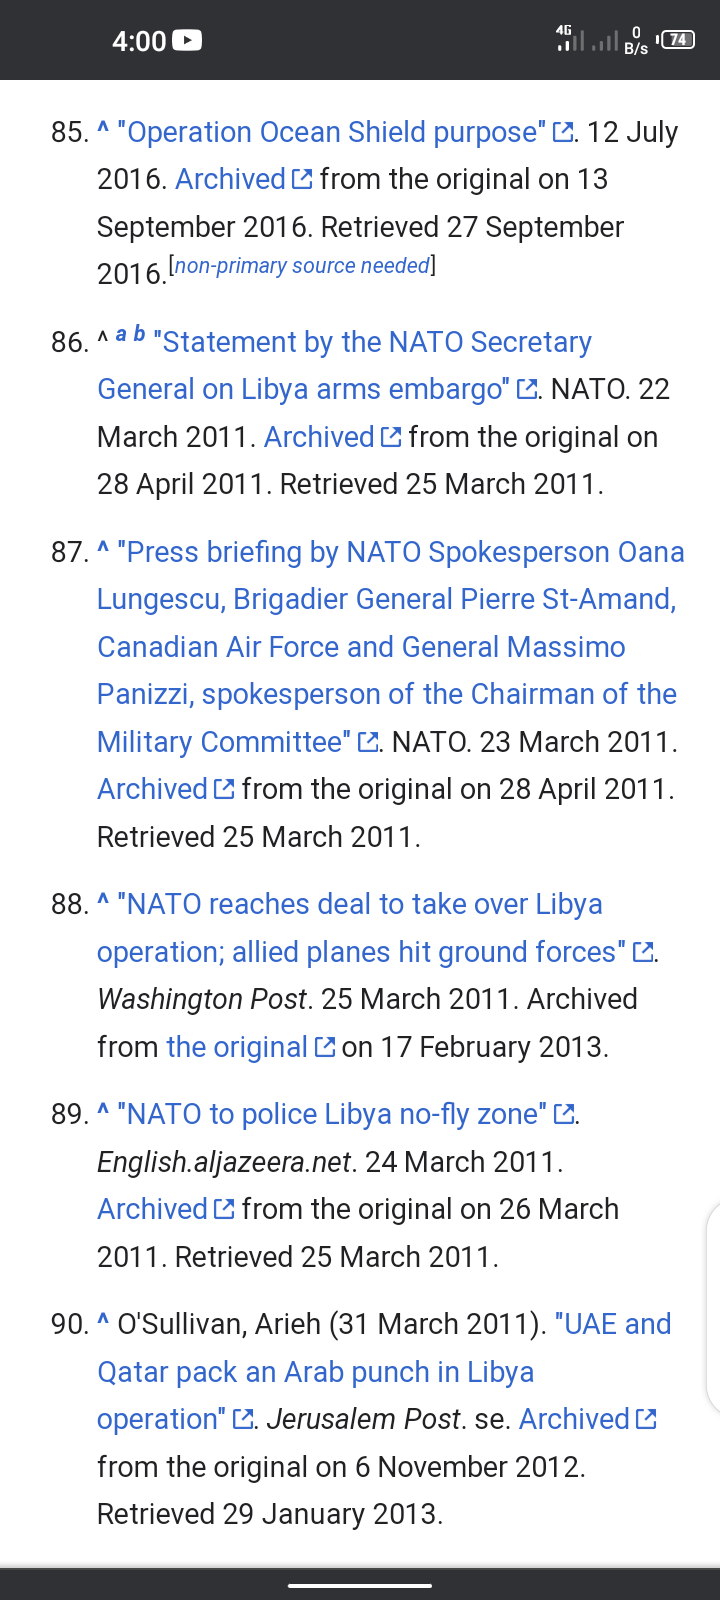 4:00
4G
0
B/s
74
85. ^ "Operation Ocean Shield purpose". 12 July
2016. Archived from the original on 13
September 2016. Retrieved 27 September
2016.[non-primary source needed]
86. ^ a b "Statement by the NATO Secretary
General on Libya arms embargo". NATO. 22
March 2011. Archived from the original on
28 April 2011. Retrieved 25 March 2011.
87. ^ "Press briefing by NATO Spokesperson Oana
Lungescu, Brigadier General Pierre St-Amand,
Canadian Air Force and General Massimo
Panizzi, spokesperson of the Chairman of the
Military Committee". NATO. 23 March 2011.
Archived from the original on 28 April 2011.
Retrieved 25 March 2011.
88. ^ "NATO reaches deal to take over Libya
operation; allied planes hit ground forces".
Washington Post. 25 March 2011. Archived
from the original on 17 February 2013.
89. ^ "NATO to police Libya no-fly zone".
English.aljazeera.net. 24 March 2011.
Archived from the original on 26 March
2011. Retrieved 25 March 2011.
90. ^ O'Sullivan, Arieh (31 March 2011). "UAE and
Qatar pack an Arab punch in Libya
operation". Jerusalem Post. se. Archived
from the original on 6 November 2012.
Retrieved 29 January 2013.